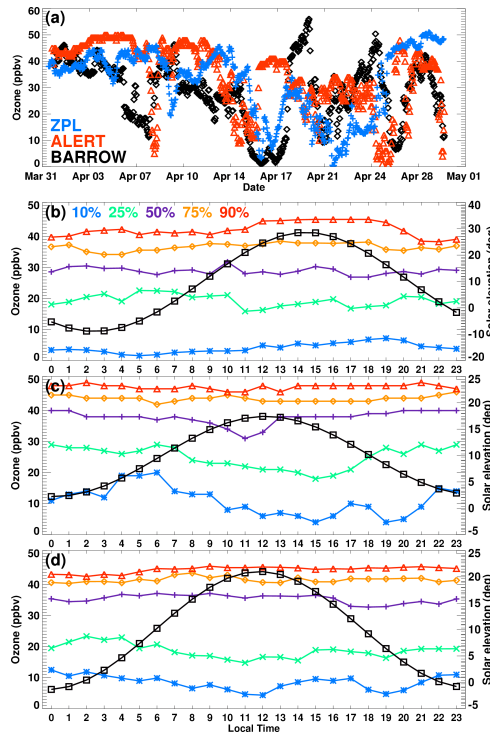 (a)
Ozone (ppbv)
60
50
40
30
20
10
0
ZPL
ALERT
BARROW
Mar 31 Apr 03 Apr 07 Apr 10 Apr 14 Apr 17 Apr 21 Apr 24 Apr 28 May 01
Date
(b) 10% 25% 50% 75% 90%
Ozone (ppbv)
50
40
30
20
10
0
40
30
20
10
0
-10
-20
Solar elevation (deg)
0 1 2 3 4 5 6 7 8 9 10 11 12 13 14 15 16 17 18 19 20 21 22 23
(c)
Ozone (ppbv)
50
40
30
20
10
0
25
20
15
10
5
0
-5
Solar elevation (deg)
0 1 2 3 4 5 6 7 8 9 10 11 12 13 14 15 16 17 18 19 20 21 22 23
(d)
Ozone (ppbv)
50
40
30
20
10
0
25
20
15
10
5
0
-5
Solar elevation (deg)
0 1 2 3 4 5 6 7 8 9 10 11 12 13 14 15 16 17 18 19 20 21 22 23
Local Time